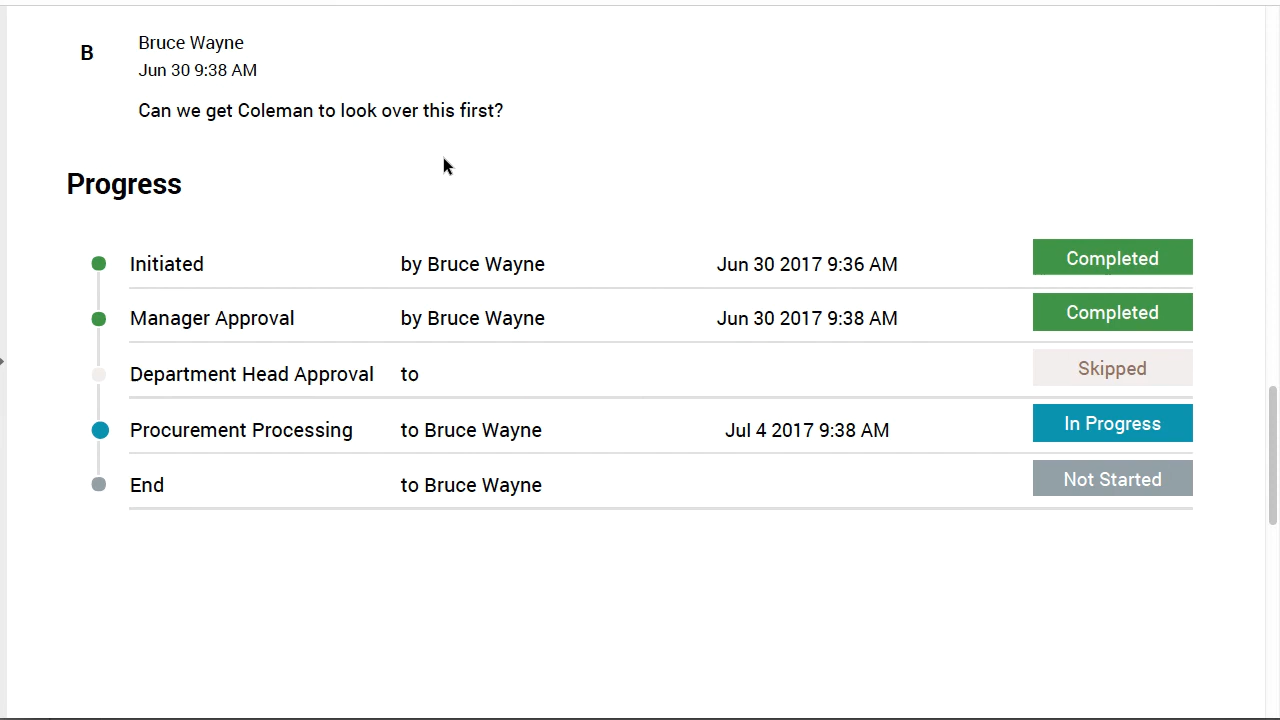 B
Bruce Wayne
Jun 30 9:38 AM
Can we get Coleman to look over this first?
Progress
Initiated by Bruce Wayne Jun 30 2017 9:36 AM Completed
Manager Approval by Bruce Wayne Jun 30 2017 9:38 AM Completed
Department Head Approval to Skipped
Procurement Processing to Bruce Wayne Jul 4 2017 9:38 AM In Progress
End to Bruce Wayne Not Started